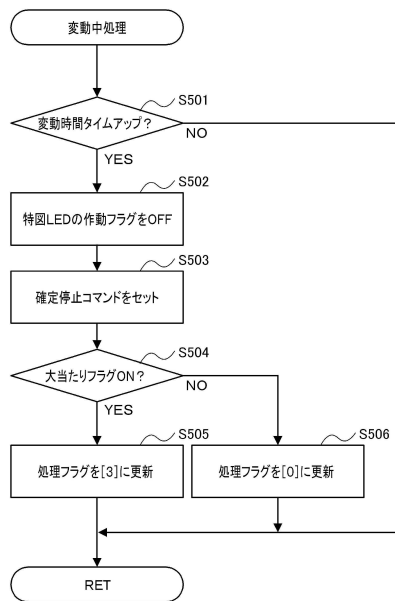 変動中処理
S501
変動時間タイムアップ?
NO
YES
S502
特図LEDの作動フラグをOFF
S503
確定停止コマンドをセット
S504
大当たりフラグON?
NO
YES
S505
S506
処理フラグを[3]に更新
処理フラグを[0]に更新
RET